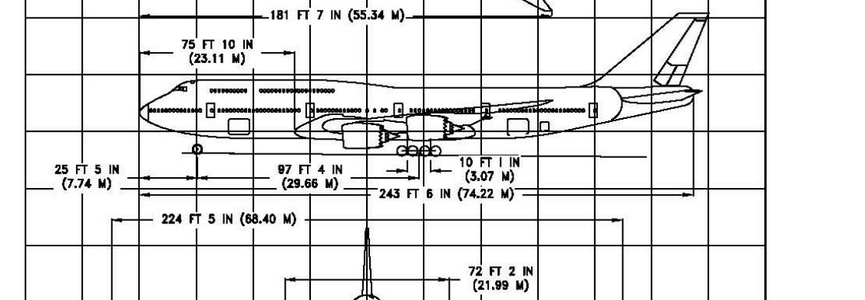 181 FT 7 IN (55.34 M)
75 FT 10 IN
(23.11 M)
25 FT 5 IN
(7.74 M)
97 FT 4 IN
(29.66 M)
10 FT 1 IN
(3.07 M)
243 FT 6 IN (74.22 M)
224 FT 5 IN (68.40 M)
72 FT 2 IN
(21.99 M)